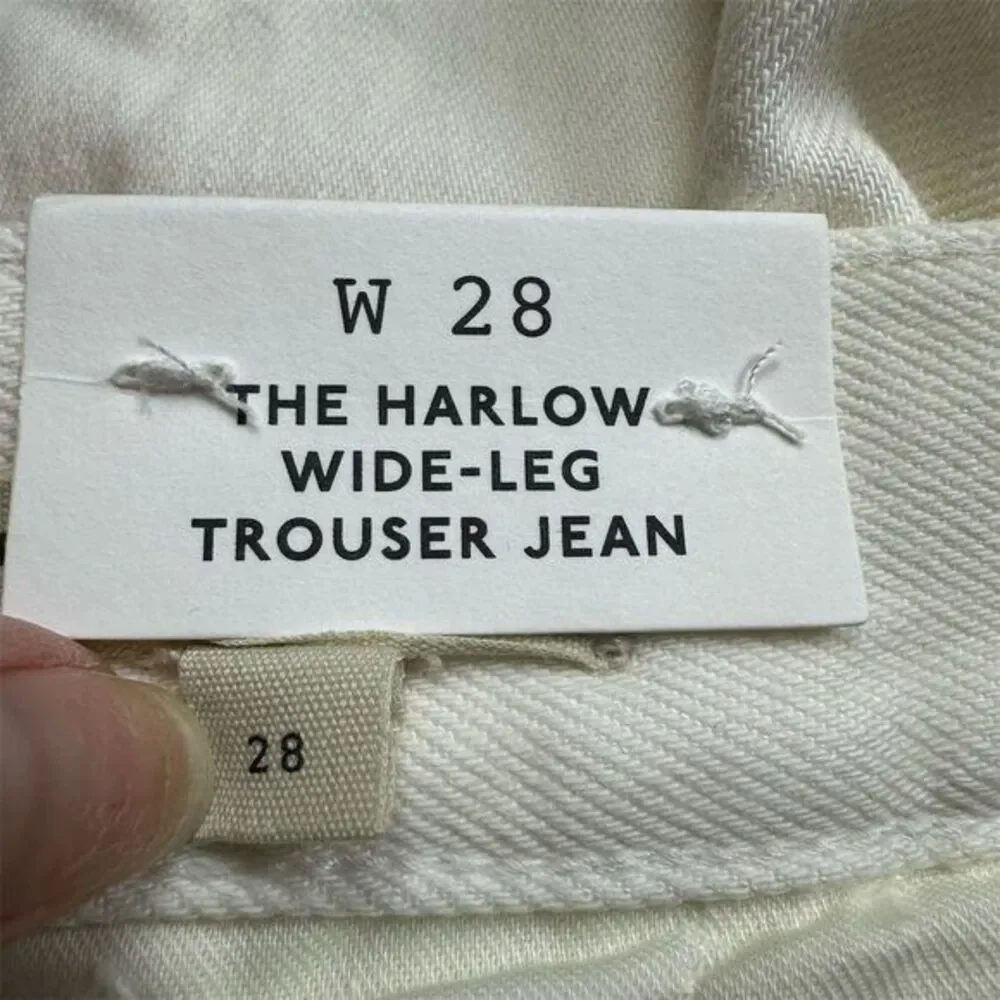 W 28
THE HARLOW
WIDE-LEG
TROUSER JEAN
28